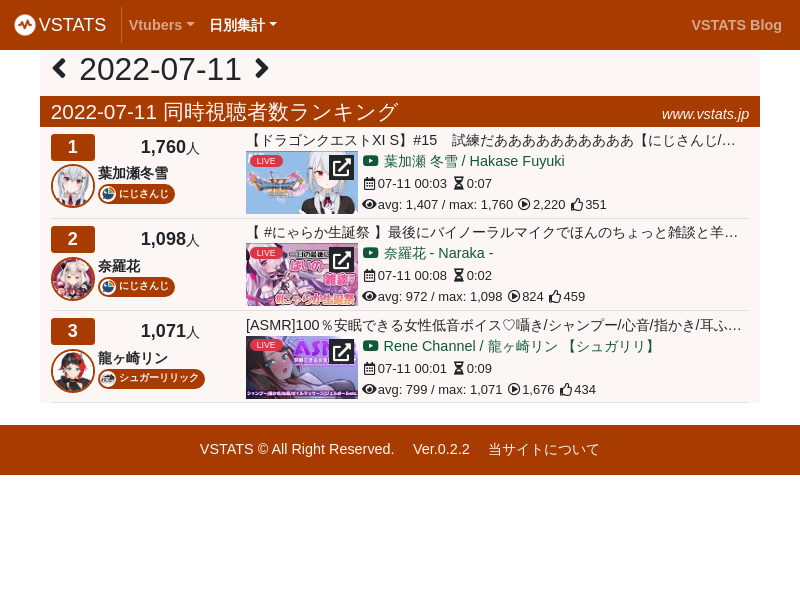 VSTATS Vtubers 日別集計 VSTATS Blog
2022-07-11
2022-07-11 同時視聴者数ランキング www.vstats.jp
1 1,760人
葉加瀬冬雪
にじさんじ
【ドラゴンクエストXI S】#15　試練だあああああああああああ【にじさんじ/…
LIVE
葉加瀬 冬雪 / Hakase Fuyuki
07-11 00:03 0:07
avg: 1,407 / max: 1,760 2,220 351
2 1,098人
奈羅花
にじさんじ
【 #にゃらか生誕祭 】最後にバイノーラルマイクでほんのちょっと雑談と羊…
LIVE
雑談
#にゃらか生誕祭
奈羅花 - Naraka -
07-11 00:08 0:02
avg: 972 / max: 1,098 824 459
3 1,071人
龍ヶ崎リン
シュガーリリック
[ASMR]100％安眠できる女性低音ボイス♡囁き/シャンプー/心音/指かき/耳ふ…
LIVE
ASMR
Rene Channel / 龍ヶ崎リン 【シュガリリ】
07-11 00:01 0:09
avg: 799 / max: 1,071 1,676 434
VSTATS © All Right Reserved. Ver.0.2.2 当サイトについて